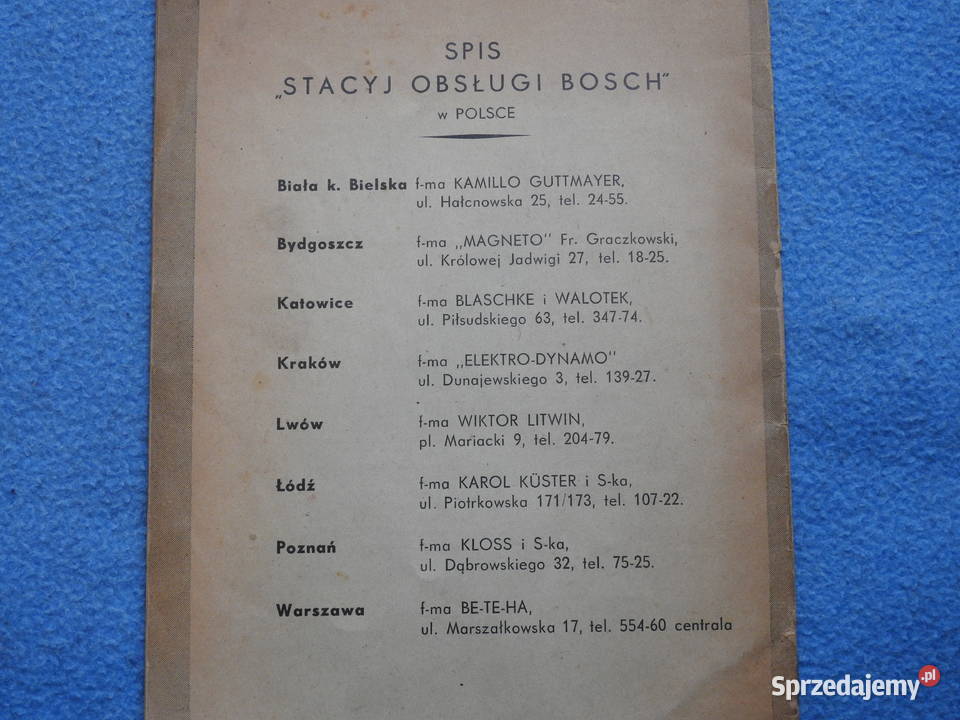 SPIS
„STACYJ OBSŁUGI BOSCH"
w POLSCE
Biała k. Bielska f-ma KAMILLO GUTTMAYER,
ul. Hałcnowska 25, tel. 24-55.
Bydgoszcz f-ma „MAGNETO" Fr. Graczkowski,
ul. Królowej Jadwigi 27, tel. 18-25.
Katowice f-ma BLASCHKE i WALOTEK,
ul. Piłsudskiego 63, tel. 347-74.
Kraków f-ma „ELEKTRO-DYNAMO"
ul. Dunajewskiego 3, tel. 139-27.
Lwów f-ma WIKTOR LITWIN,
pl. Mariacki 9, tel. 204-79.
Łódź f-ma KAROL KÜSTER i S-ka,
ul. Piotrkowska 171/173, tel. 107-22.
Poznań f-ma KLOSS i S-ka,
ul. Dąbrowskiego 32, tel. 75-25.
Warszawa f-ma BE-TE-HA,
ul. Marszałkowska 17, tel. 554-60 centrala
Sprzedajemy.pl